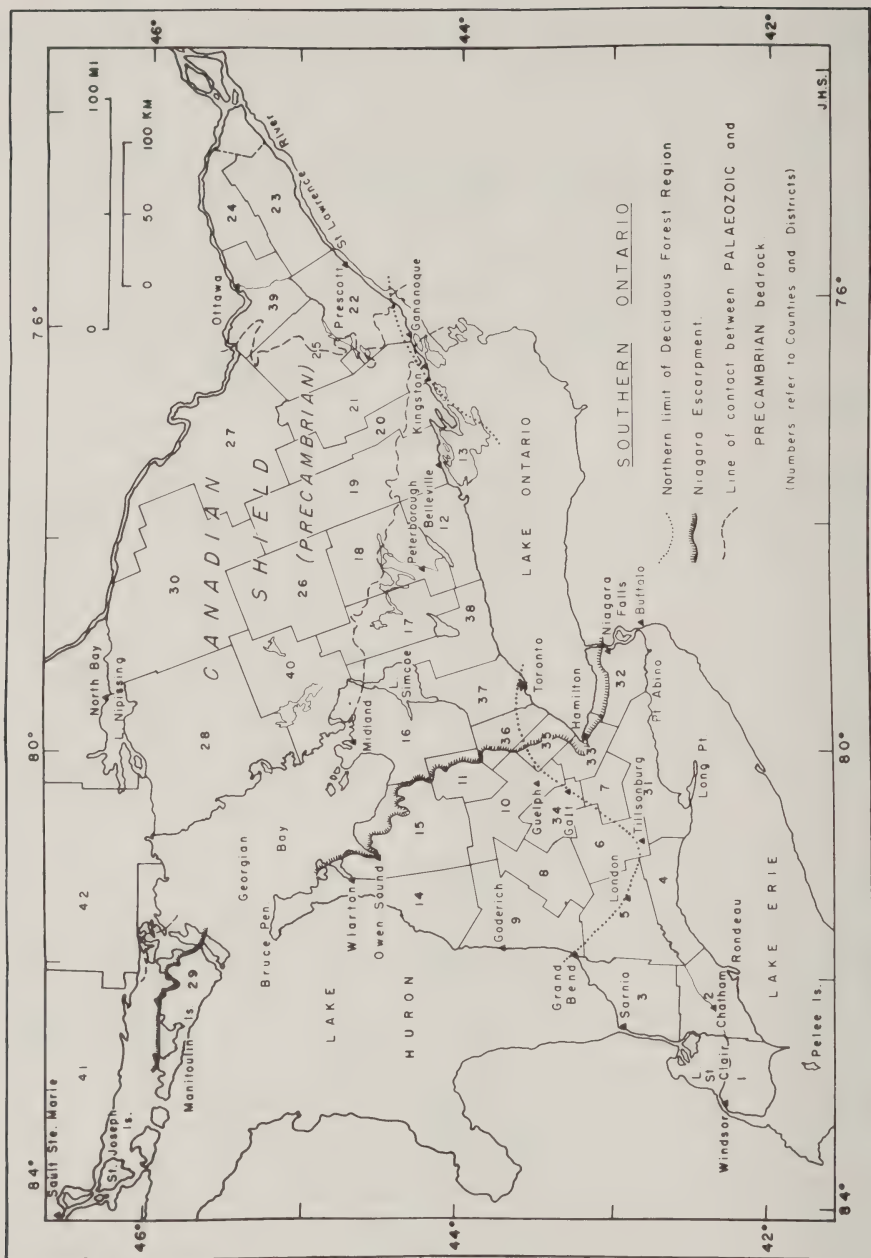 84°
80°
76°
Sault Ste. Marie
46°
46°
41
42
St. Joseph
Is.
Manitoulin Is
29
North Bay
L Nipissing
28
30
CANADIAN
SHIELD
(PRECAMBRIAN)
27
26
40
Georgian
Bay
Bruce Pen
Wiarton
Owen Sound
Midland
L
Simcoe
16
17
18
19
20
21
25
39
24
23
22
Ottawa
Prescott
St Lawrence River
Gananoque
Kingston
Belleville
Peterborough
12
13
38
37
36
35
33
32
31
34
15
14
11
10
9
8
7
6
5
4
3
2
1
LAKE
HURON
Goderich
Grand
Bend
Sarnia
London
Guelph
Galt
Tillsonburg
Toronto
Hamilton
Niagara
Falls
Buffalo
Pt Abino
Long Pt
LAKE ONTARIO
LAKE ERIE
Rondeau
Chatham
L
St
Clair
Windsor
Pelee Is.
0 50 100 KM
0 100 MI
44°
44°
42°
42°
84°
80°
76°
SOUTHERN ONTARIO
Northern limit of Deciduous Forest Region
Niagara Escarpment.
Line of contact between PALAEOZOIC and
PRECAMBRIAN bedrock.
(Numbers refer to Counties and Districts)
J.H.S.